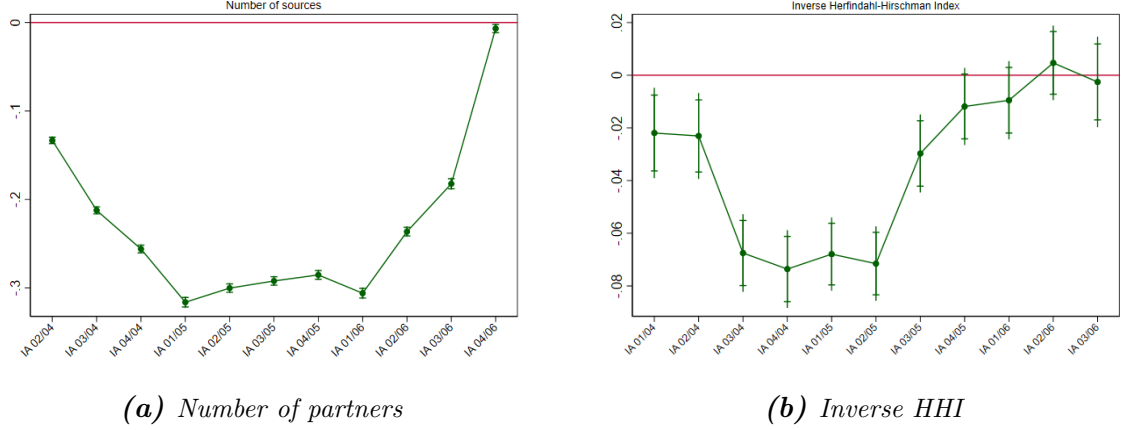 Number of sources
0
-.1
-.2
-.3
IA 02/04
IA 03/04
IA 04/04
IA 01/05
IA 02/05
IA 03/05
IA 04/05
IA 01/06
IA 02/06
IA 03/06
IA 04/06
(a) Number of partners
Inverse Herfindahl-Hirschman Index
.02
0
-.02
-.04
-.06
-.08
IA 01/04
IA 02/04
IA 03/04
IA 04/04
IA 01/05
IA 02/05
IA 03/05
IA 04/05
IA 01/06
IA 02/06
IA 03/06
(b) Inverse HHI